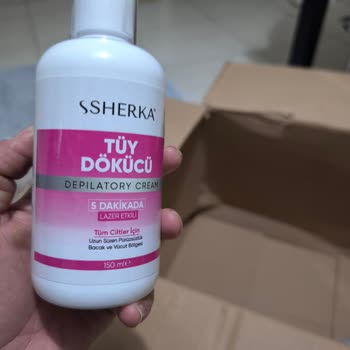 SSHERKA
TÜY
DÖKÜCÜ
DEPILATORY CREAM
5 DAKİKADA
LAZER ETKİLİ
Tüm Ciltler İçin
Uzun Süren Pürüzsüzlük
Bacak ve Vücut Bölgesi
150 ml e